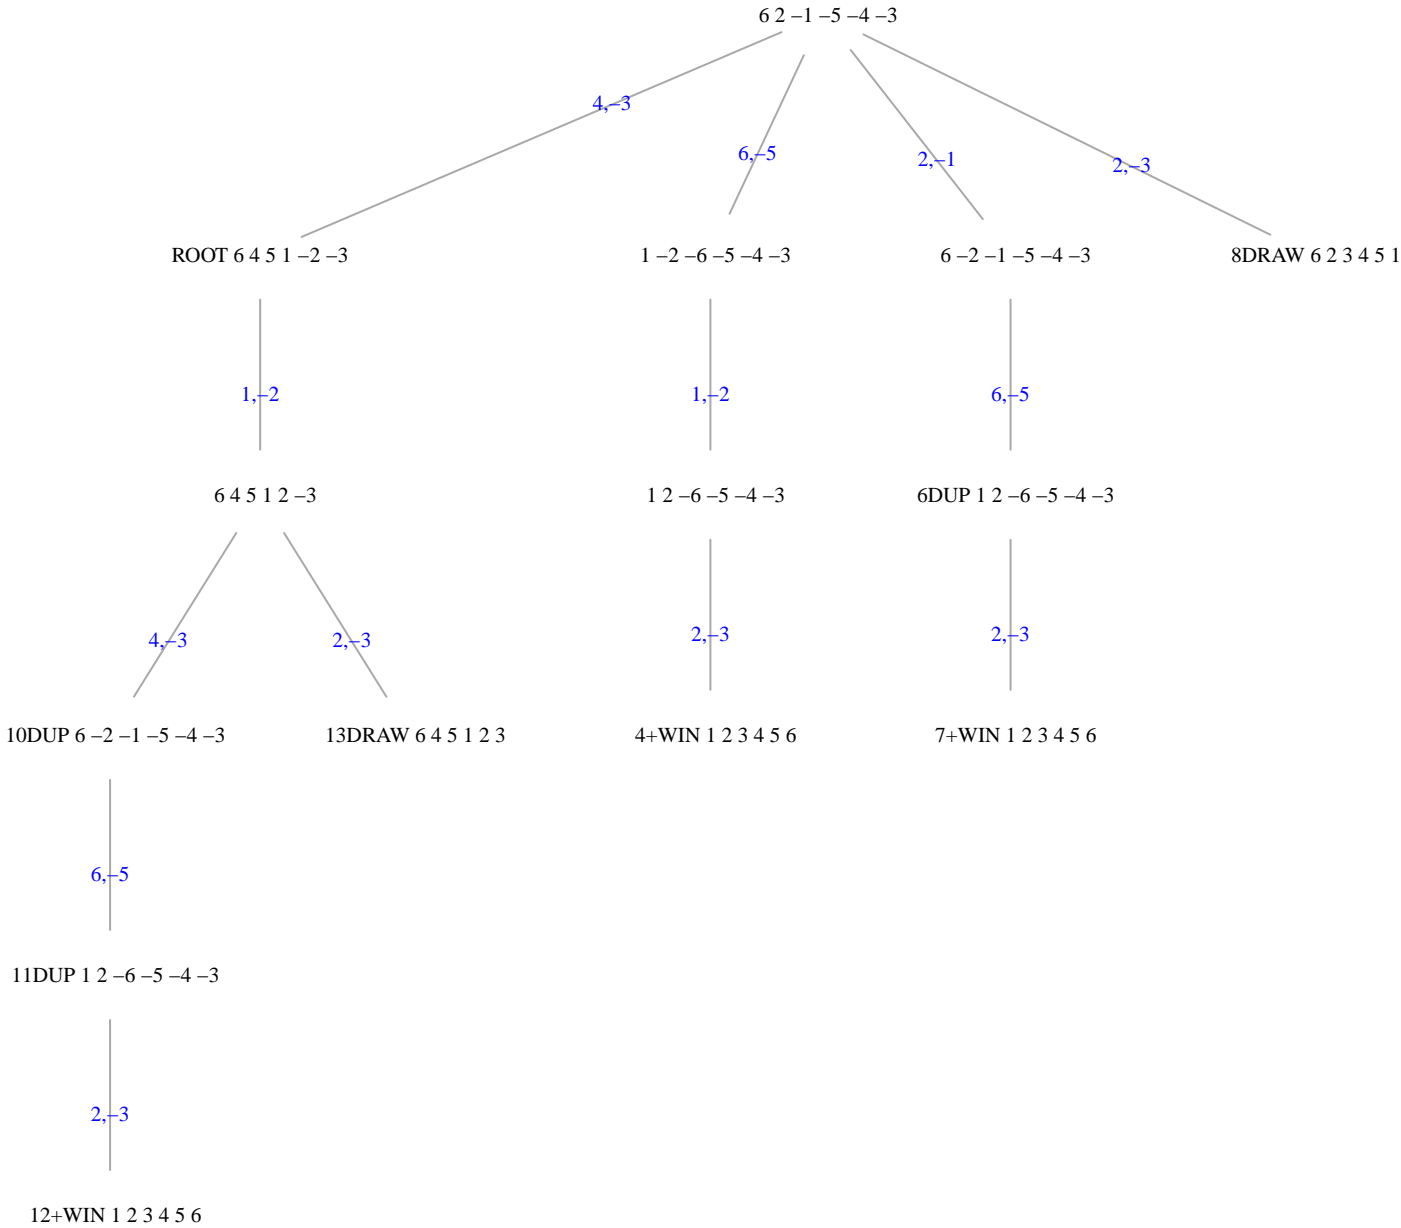 6 2 –1 –5 –4 –3
4,–3
6,–5
2,–1
2,–3
ROOT 6 4 5 1 –2 –3
1 –2 –6 –5 –4 –3
6 –2 –1 –5 –4 –3
8DRAW 6 2 3 4 5 1
1,–2
1,–2
6,–5
6 4 5 1 2 –3
1 2 –6 –5 –4 –3
6DUP 1 2 –6 –5 –4 –3
4,–3
2,–3
2,–3
2,–3
10DUP 6 –2 –1 –5 –4 –3
13DRAW 6 4 5 1 2 3
4+WIN 1 2 3 4 5 6
7+WIN 1 2 3 4 5 6
6,–5
11DUP 1 2 –6 –5 –4 –3
2,–3
12+WIN 1 2 3 4 5 6